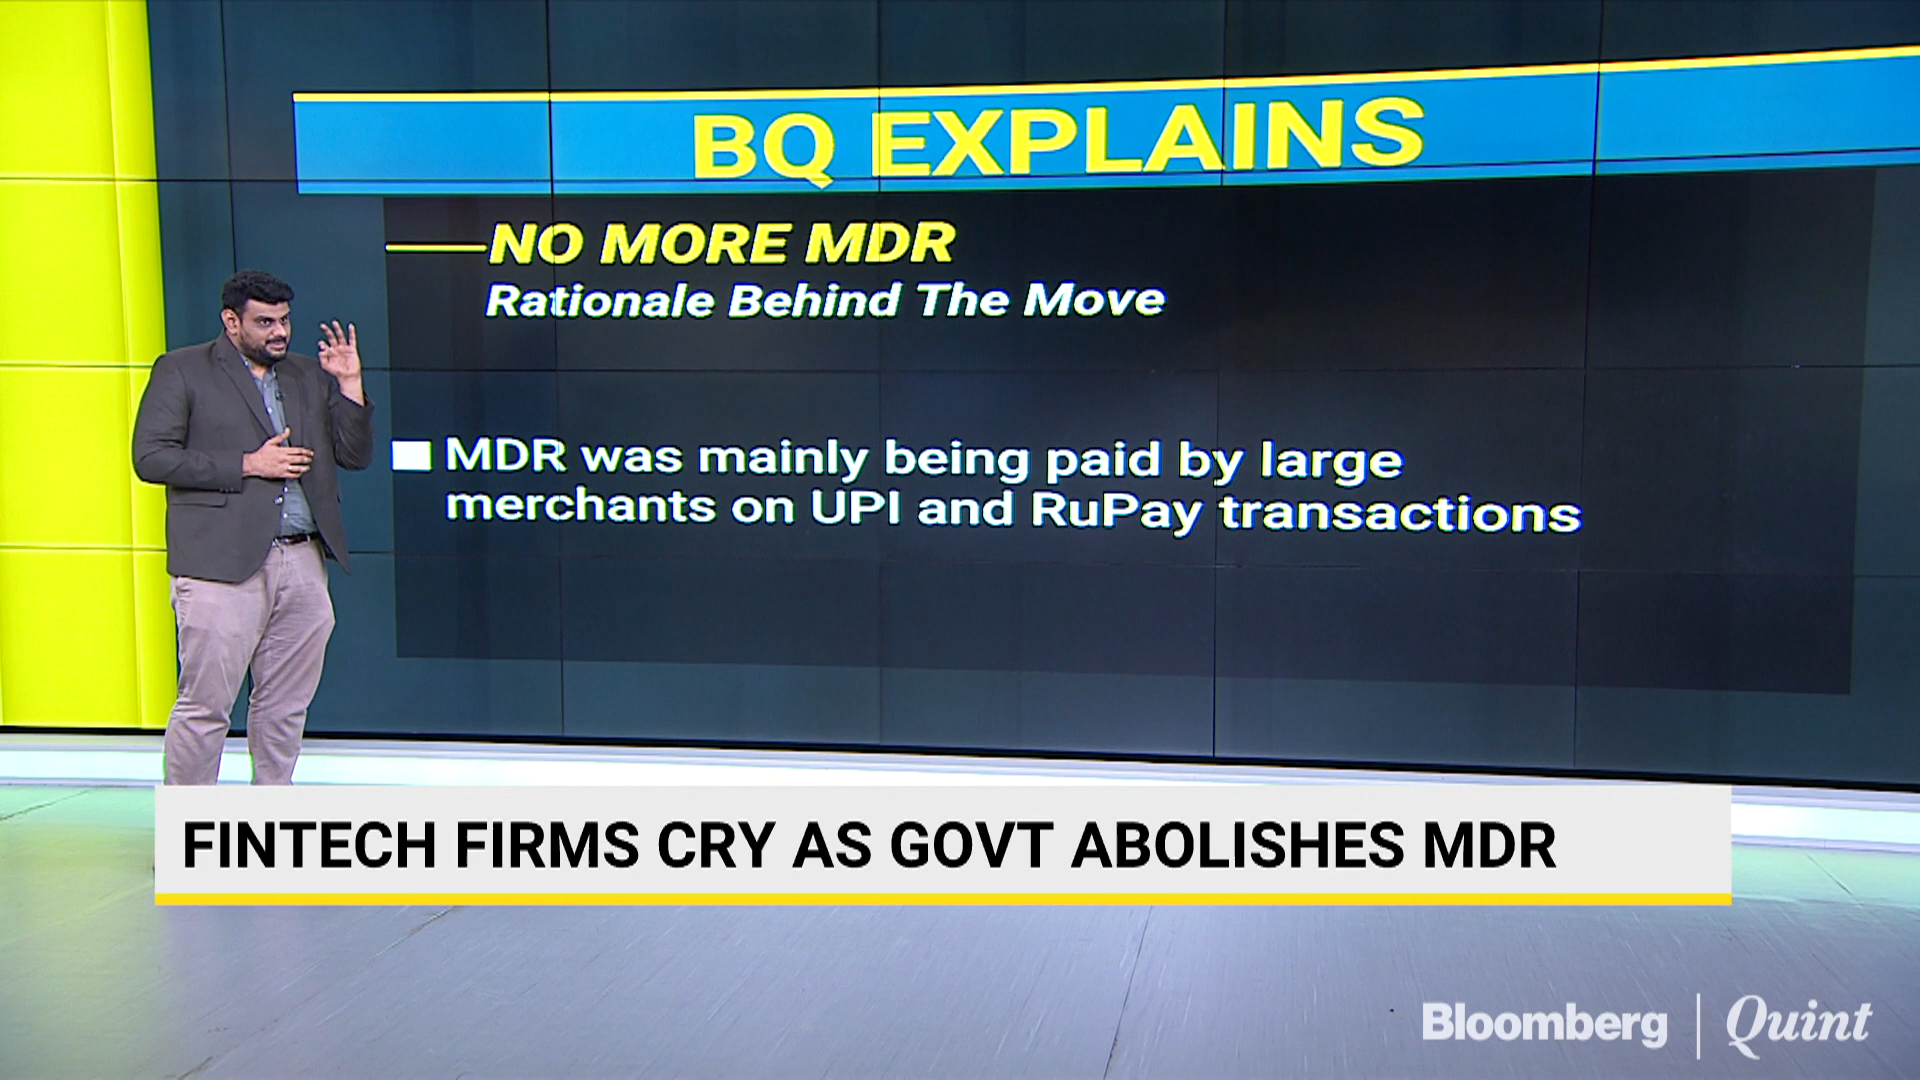 BQ EXPLAINS
NO MORE MDR
Rationale Behind The Move
MDR was mainly being paid by large
merchants on UPI and RuPay transactions
FINTECH FIRMS CRY AS GOVT ABOLISHES MDR
Bloomberg | Quint